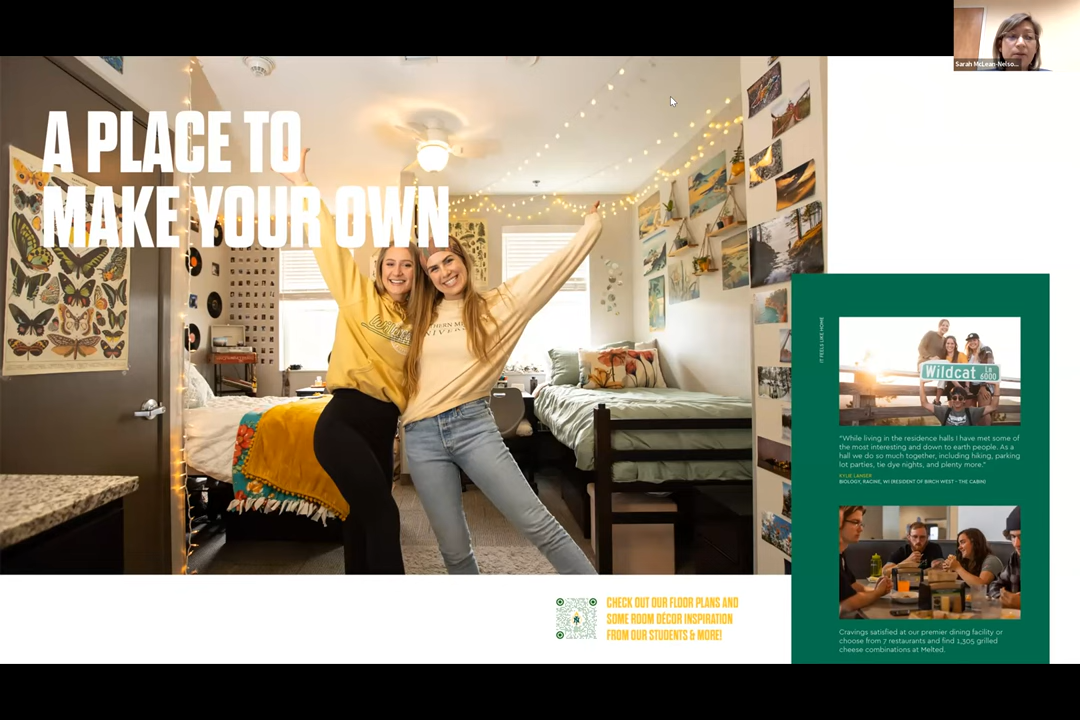 Sarah McLean-Nelso...
A PLACE TO
MAKE YOUR OWN
IT FEELS LIKE HOME
Wildcat Ln
6000
"While living in the residence halls I have met some of
the most interesting and down to earth people. As a
hall we do so much together, including hiking, parking
lot parties, tie dye nights, and plenty more."
KYLIE LANSER
BIOLOGY, RACINE, WI (RESIDENT OF BIRCH WEST - THE CABIN)
CHECK OUT OUR FLOOR PLANS AND
SOME ROOM DÉCOR INSPIRATION
FROM OUR STUDENTS & MORE!
Cravings satisfied at our premier dining facility or
choose from 7 restaurants and find 1,305 grilled
cheese combinations at Melted.